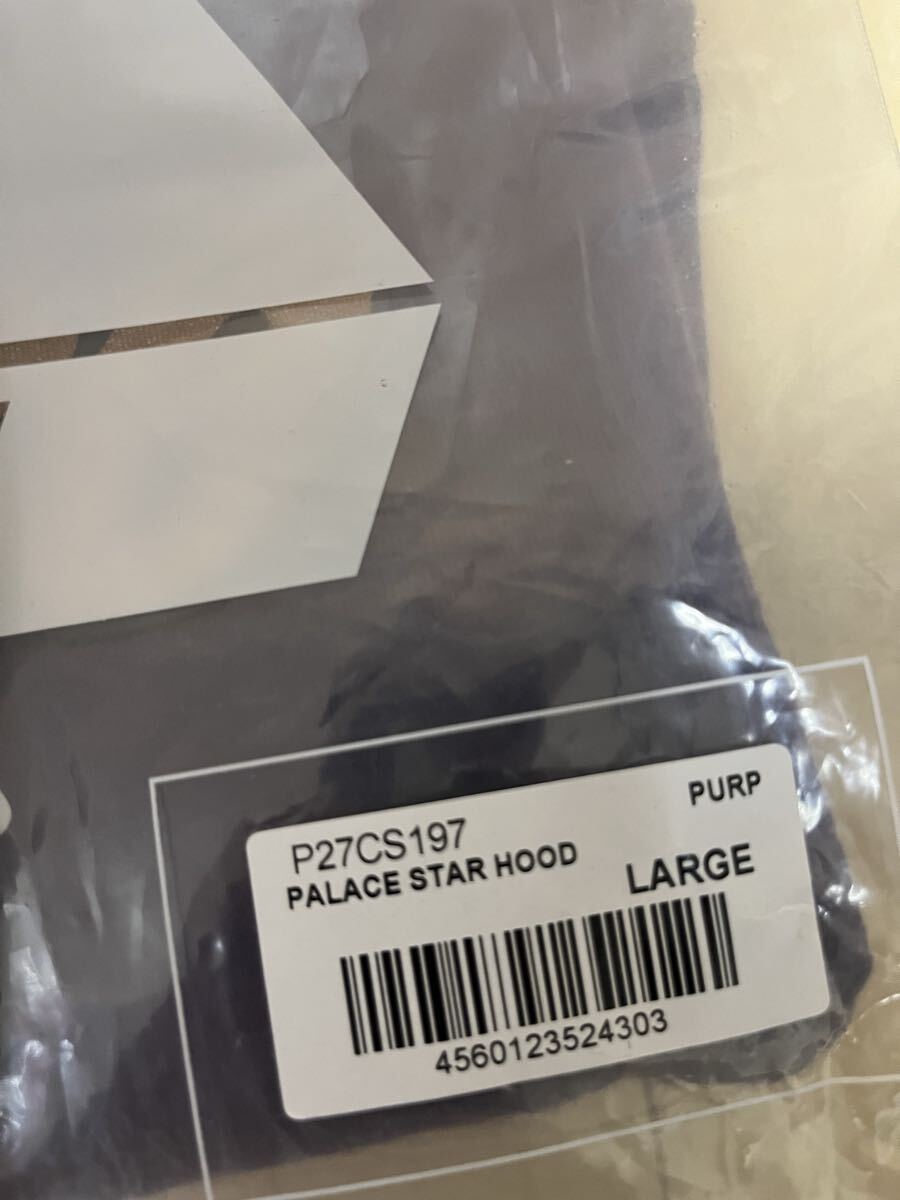 PURP
P27CS197
PALACE STAR HOOD
LARGE
4560123524303